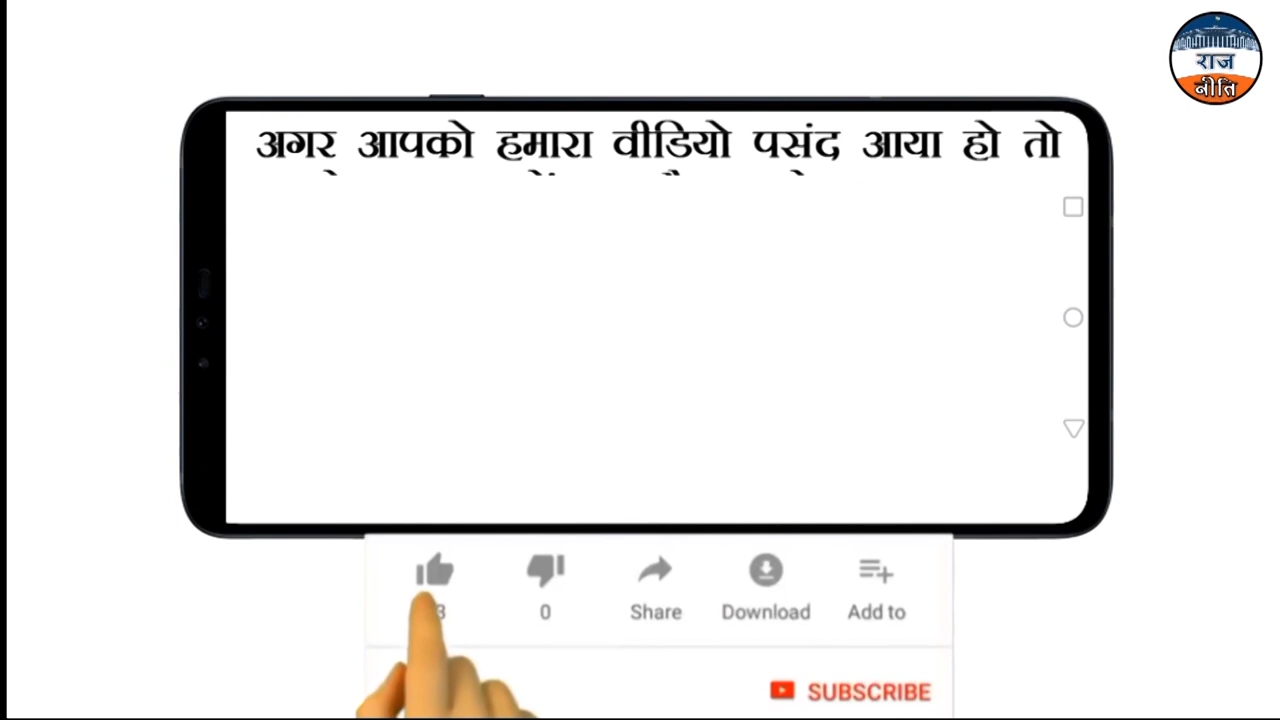 राज
नीति
अगर आपको हमारा वीडियो पसंद आया हो तो
0
Share
Download
Add to
SUBSCRIBE